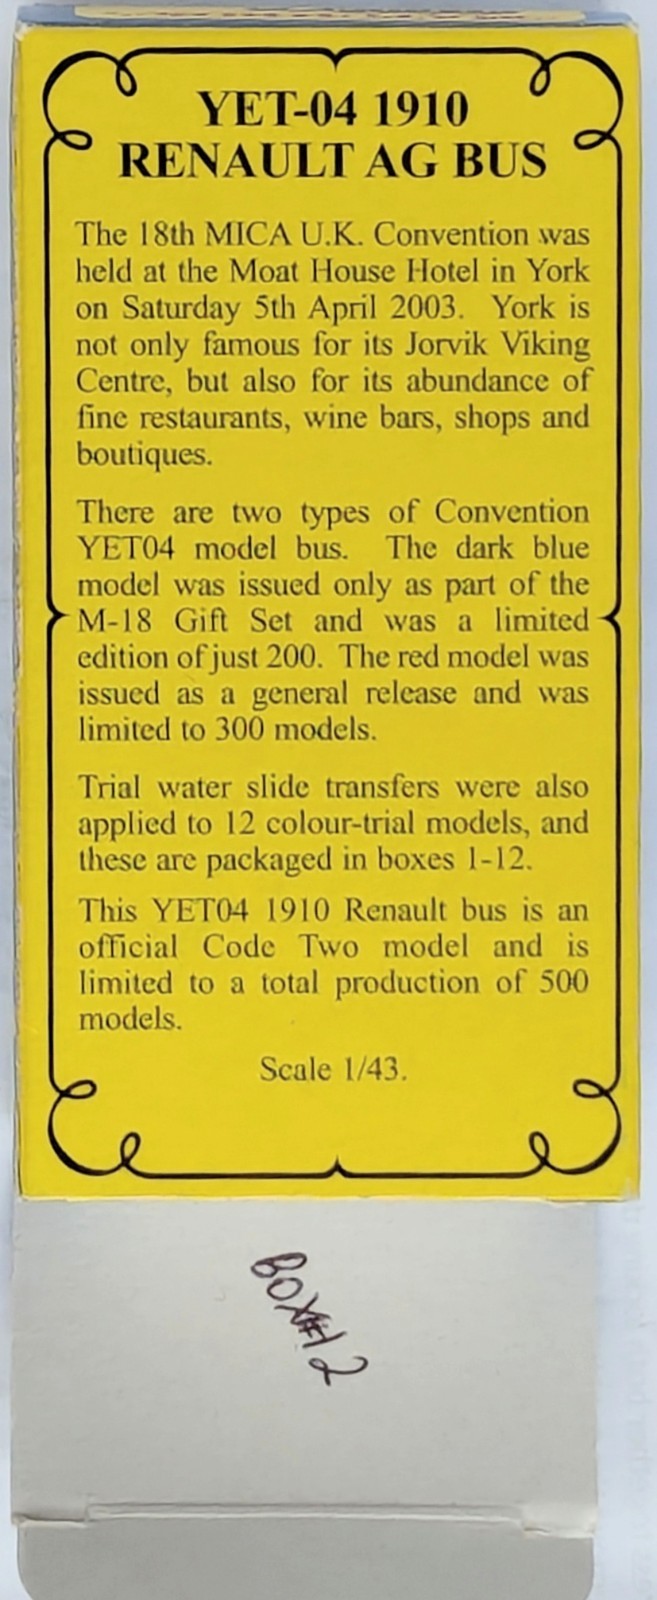 YET-04 1910
RENAULT AG BUS
The 18th MICA U.K. Convention was
held at the Moat House Hotel in York
on Saturday 5th April 2003. York is
not only famous for its Jorvik Viking
Centre, but also for its abundance of
fine restaurants, wine bars, shops and
boutiques.
There are two types of Convention
YET04 model bus. The dark blue
model was issued only as part of the
M-18 Gift Set and was a limited
edition of just 200. The red model was
issued as a general release and was
limited to 300 models.
Trial water slide transfers were also
applied to 12 colour-trial models, and
these are packaged in boxes 1-12.
This YET04 1910 Renault bus is an
official Code Two model and is
limited to a total production of 500
models.
Scale 1/43.
BOX#12